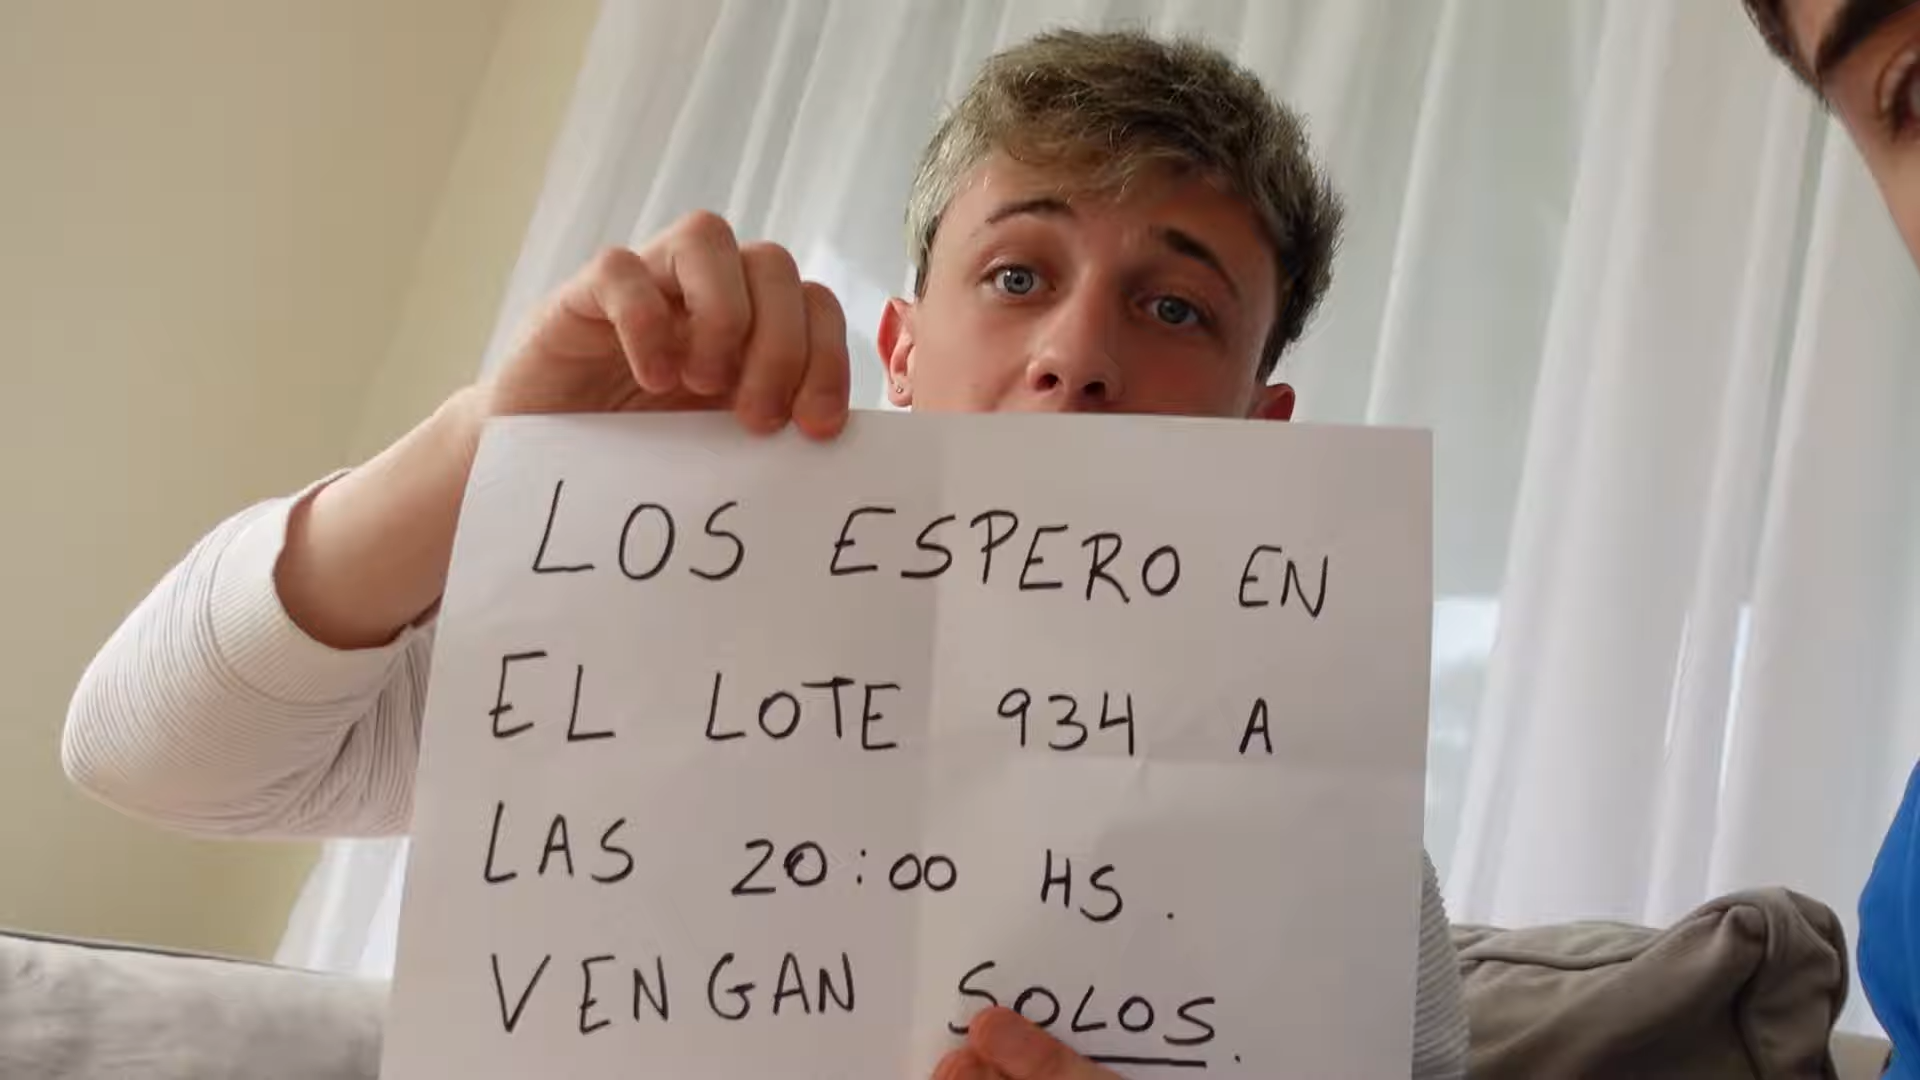 LOS ESPERO EN
EL LOTE 934 A
LAS 20:00 HS.
VENGAN SOLOS.